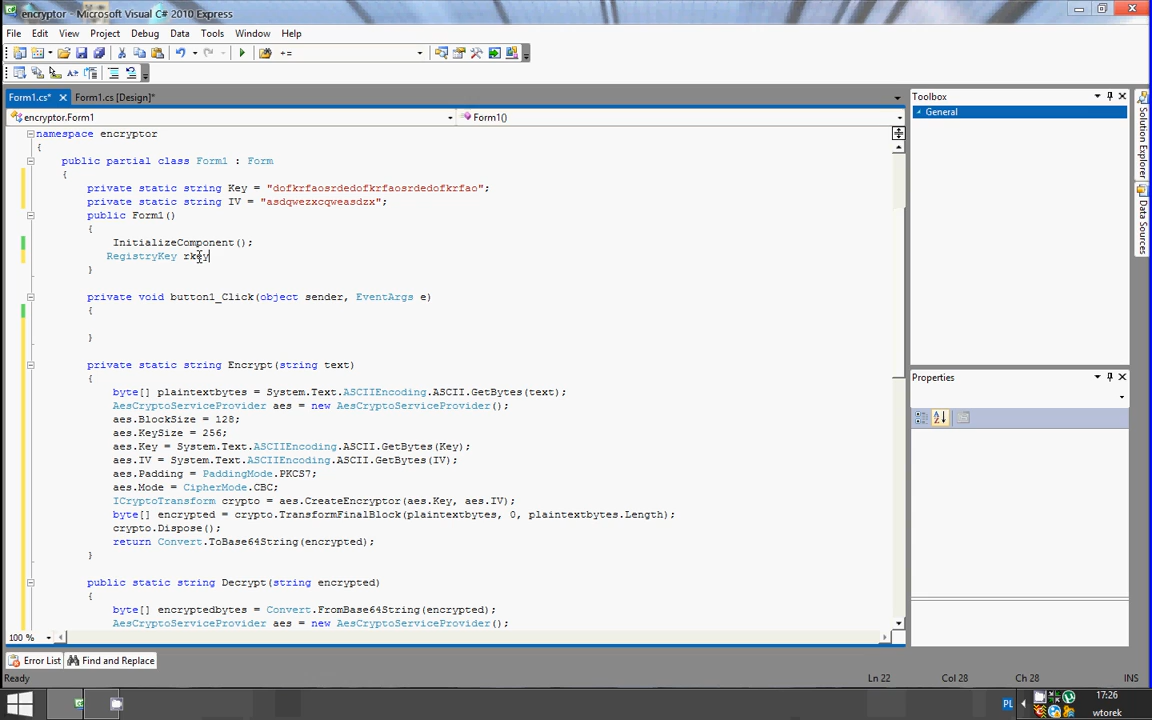 encryptor - Microsoft Visual C# 2010 Express
File Edit View Project Debug Data Tools Window Help
+=
Form1.cs* Form1.cs [Design]*
encryptor.Form1 Form1()
namespace encryptor
{
public partial class Form1 : Form
{
private static string Key = "dofkrfaosrdedofkrfaosrdedofkrfao";
private static string IV = "asdqwezxcqweasdzx";
public Form1()
{
InitializeComponent();
RegistryKey rkey
}
private void button1_Click(object sender, EventArgs e)
{
}
private static string Encrypt(string text)
{
byte[] plaintextbytes = System.Text.ASCIIEncoding.ASCII.GetBytes(text);
AesCryptoServiceProvider aes = new AesCryptoServiceProvider();
aes.BlockSize = 128;
aes.KeySize = 256;
aes.Key = System.Text.ASCIIEncoding.ASCII.GetBytes(Key);
aes.IV = System.Text.ASCIIEncoding.ASCII.GetBytes(IV);
aes.Padding = PaddingMode.PKCS7;
aes.Mode = CipherMode.CBC;
ICryptoTransform crypto = aes.CreateEncryptor(aes.Key, aes.IV);
byte[] encrypted = crypto.TransformFinalBlock(plaintextbytes, 0, plaintextbytes.Length);
crypto.Dispose();
return Convert.ToBase64String(encrypted);
}
public static string Decrypt(string encrypted)
{
byte[] encryptedbytes = Convert.FromBase64String(encrypted);
AesCryptoServiceProvider aes = new AesCryptoServiceProvider();
100 %
Toolbox
General
Properties
Solution Explorer
Data Sources
Error List Find and Replace
Ready Ln 22 Col 28 Ch 28 INS
PL 17:26
wtorek